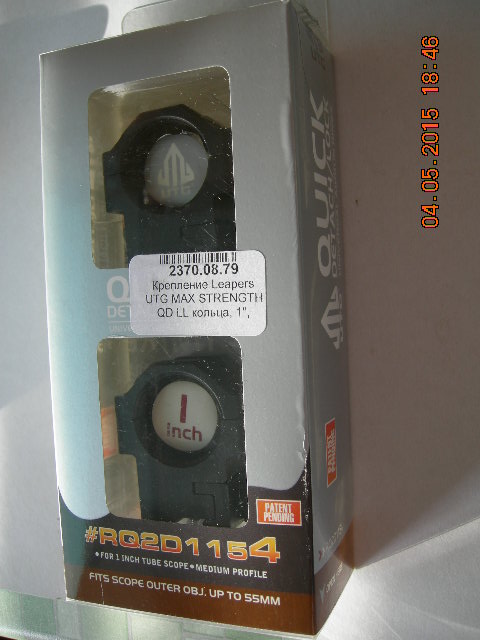 04.05.2015 18:46
UTG
QUICK
2370.08.79
Крепление Leapers
UTG MAX STRENGTH
QD LL кольца, 1",
I
inch
PATENT
PENDING
#RQ2D1154
• FOR 1 INCH TUBE SCOPE • MEDIUM PROFILE
FITS SCOPE OUTER OBJ. UP TO 55MM